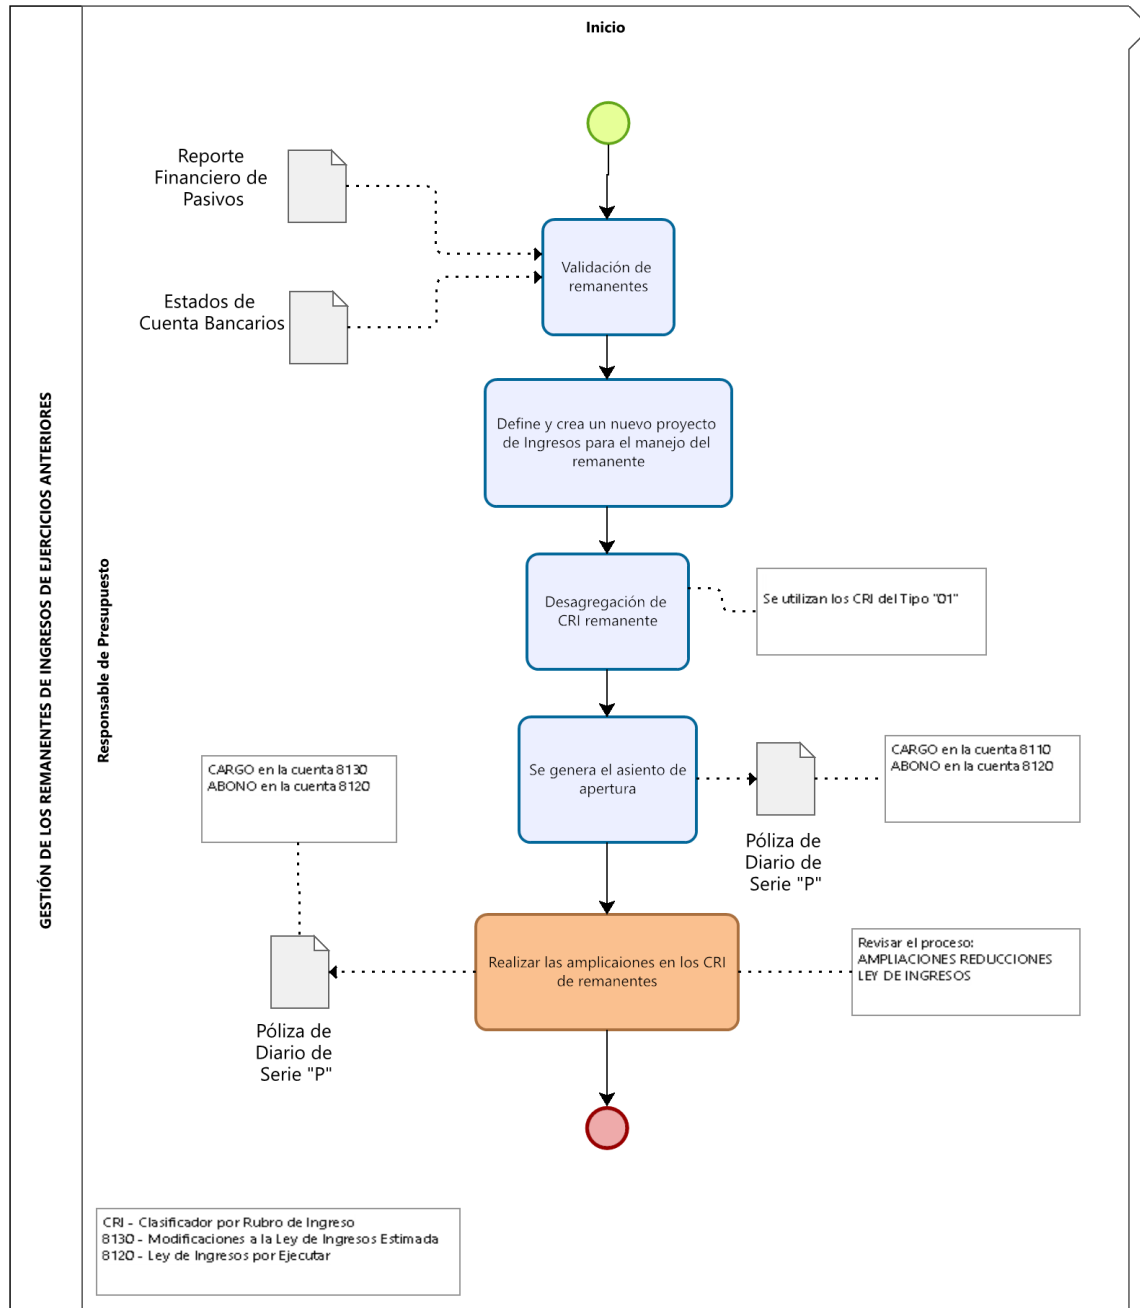 Inicio
GESTIÓN DE LOS REMANENTES DE INGRESOS DE EJERCICIOS ANTERIORES
Responsable de Presupuesto
Reporte
Financiero de
Pasivos
Estados de
Cuenta Bancarios
Validación de
remanentes
Define y crea un nuevo proyecto
de Ingresos para el manejo del
remanente
Desagregación de
CRI remanente
Se utilizan los CRI del Tipo "01"
Se genera el asiento de
apertura
Póliza de
Diario de
Serie "P"
CARGO en la cuenta 8110
ABONO en la cuenta 8120
CARGO en la cuenta 8130
ABONO en la cuenta 8120
Realizar las amplicaiones en los CRI
de remanentes
Póliza de
Diario de
Serie "P"
Revisar el proceso:
AMPLIACIONES REDUCCIONES
LEY DE INGRESOS
CRI - Clasificador por Rubro de Ingreso
8130 - Modificaciones a la Ley de Ingresos Estimada
8120 - Ley de Ingresos por Ejecutar